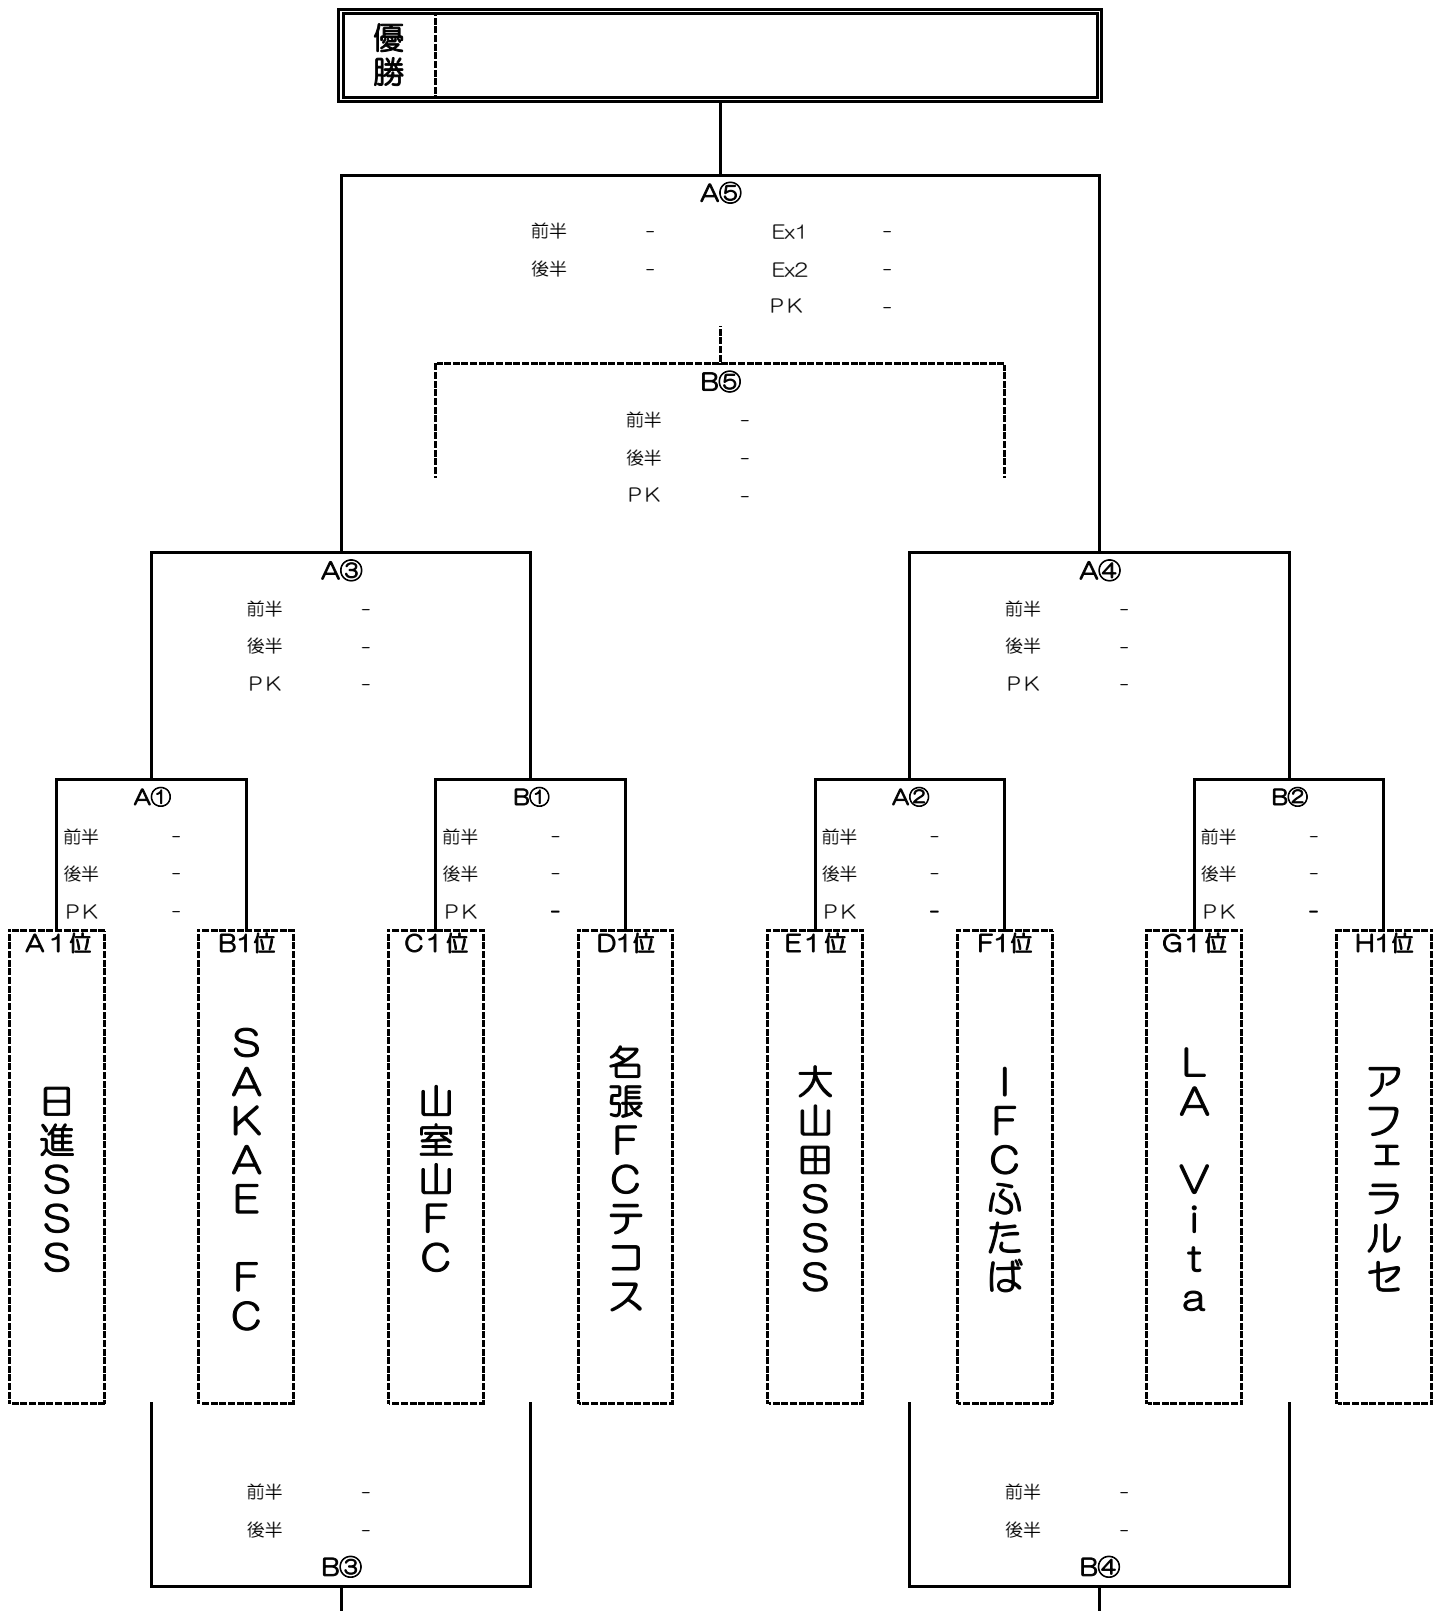 優勝
A⑤
前半 - Ex1 -
後半 - Ex2 -
PK -
B⑤
前半 -
後半 -
PK -
A③ A④
前半 - 前半 -
後半 - 後半 -
PK - PK -
A① B① A② B②
前半 - 前半 - 前半 - 前半 -
後半 - 後半 - 後半 - 後半 -
PK - PK - PK - PK -
A1位 B1位 C1位 D1位 E1位 F1位 G1位 H1位
日進SSS
SAKAE FC
山室山FC
名張FCテコス
大山田SSS
IFCふたば
LA Vita
アフェラルセ
前半 - 前半 -
後半 - 後半 -
B③ B④